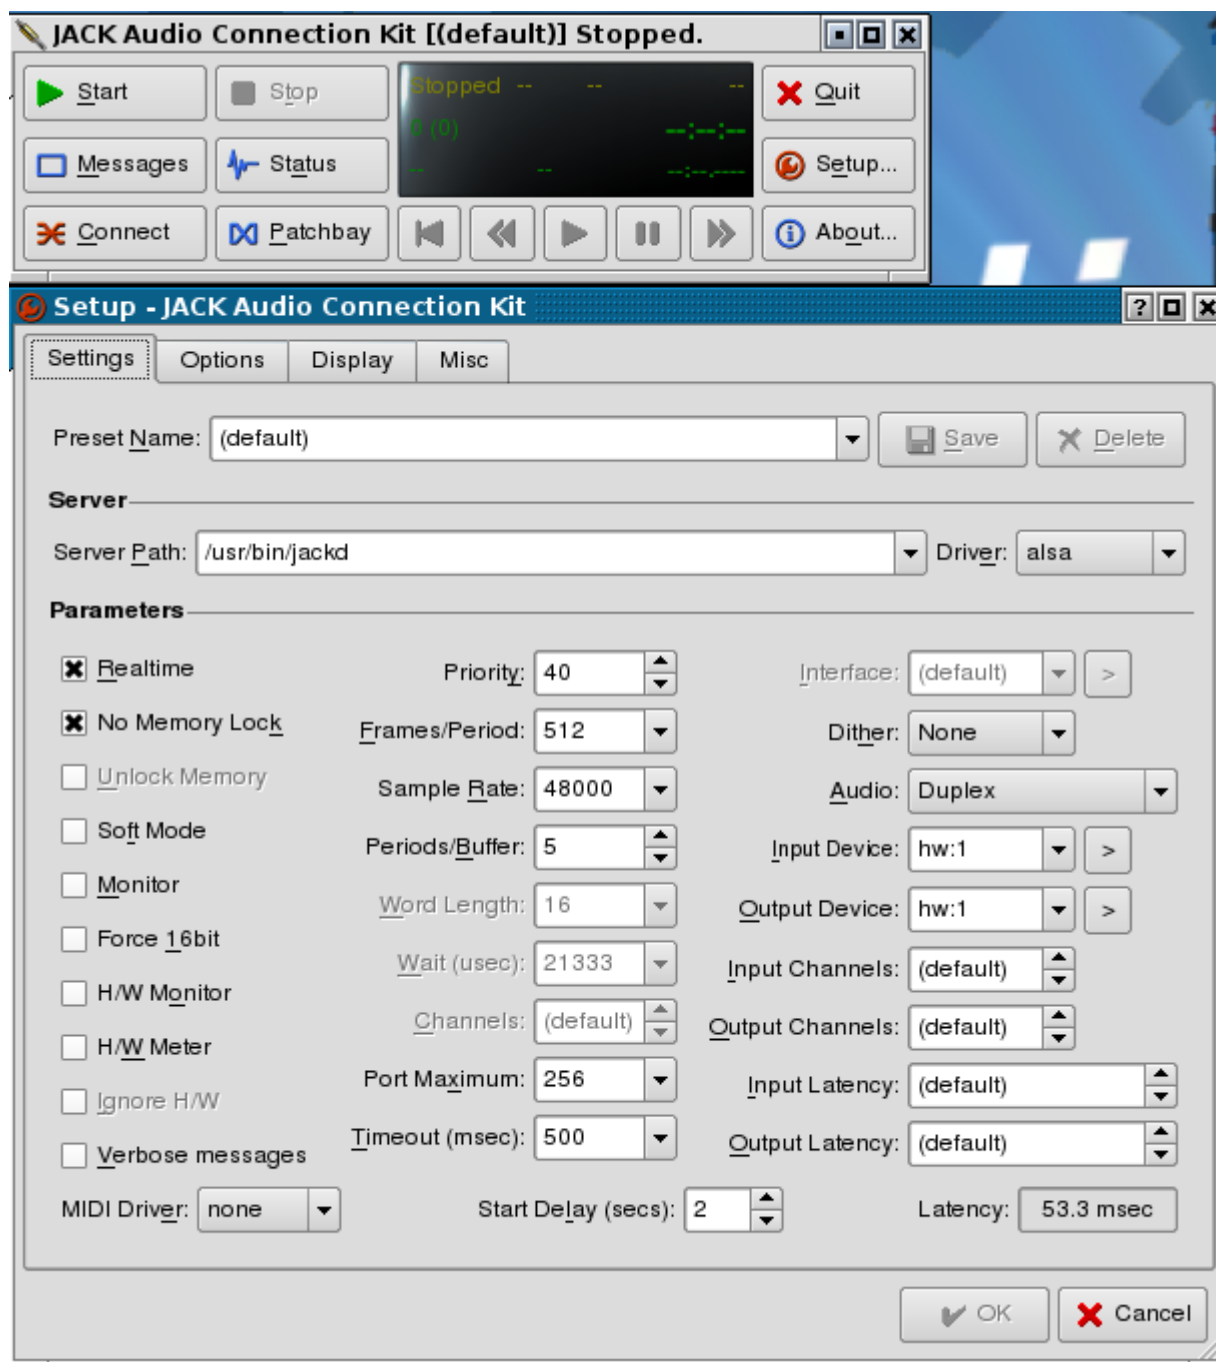 JACK Audio Connection Kit [(default)] Stopped.
Start Stop Stopped -- -- -- Quit
0 (0) --:--:--
Messages Status -- -- --:--.---- Setup...
Connect Patchbay About...
Setup - JACK Audio Connection Kit ?
Settings Options Display Misc
Preset Name: (default) Save Delete
Server
Server Path: /usr/bin/jackd Driver: alsa
Parameters
Realtime Priority: 40 Interface: (default) >
No Memory Lock Frames/Period: 512 Dither: None
Unlock Memory Sample Rate: 48000 Audio: Duplex
Soft Mode Periods/Buffer: 5 Input Device: hw:1 >
Monitor Word Length: 16 Output Device: hw:1 >
Force 16bit Wait (usec): 21333 Input Channels: (default)
H/W Monitor Channels: (default) Output Channels: (default)
H/W Meter Port Maximum: 256 Input Latency: (default)
Ignore H/W Timeout (msec): 500 Output Latency: (default)
Verbose messages
MIDI Driver: none Start Delay (secs): 2 Latency: 53.3 msec
OK Cancel